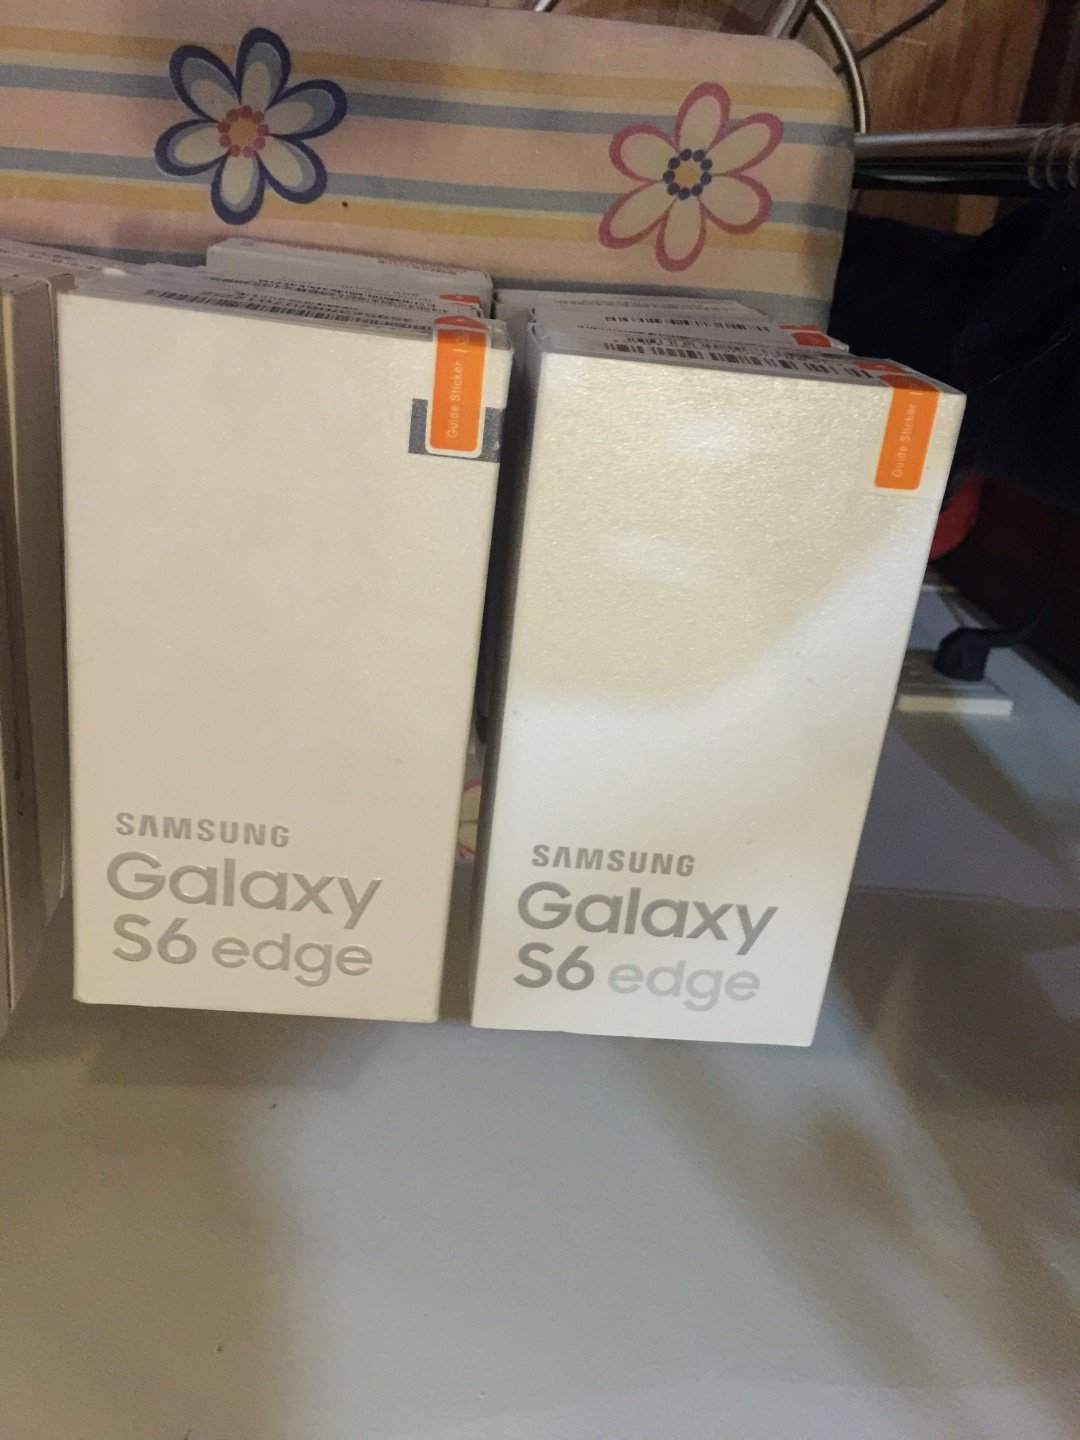 Guide Sticker
Guide Sticker
SAMSUNG
Galaxy
S6 edge
SAMSUNG
Galaxy
S6 edge